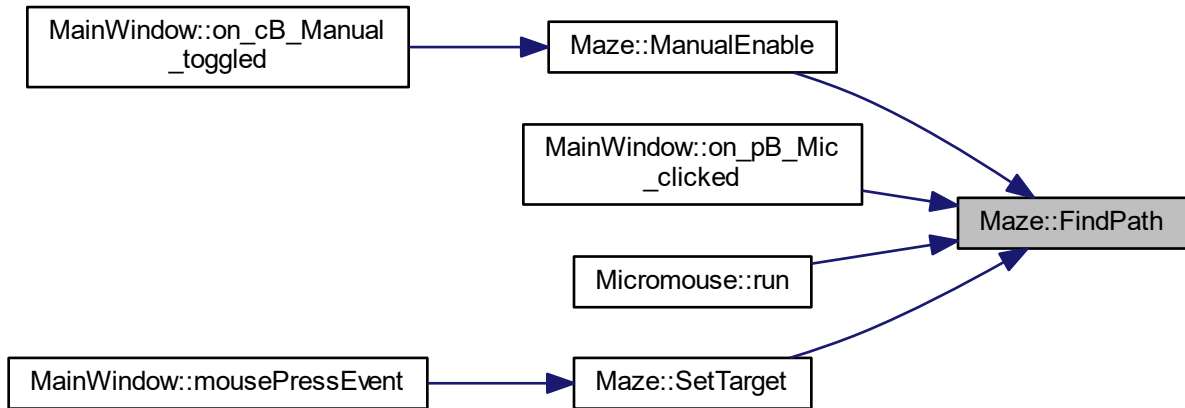 MainWindow::on_cB_Manual
_toggled
Maze::ManualEnable
MainWindow::on_pB_Mic
_clicked
Maze::FindPath
Micromouse::run
MainWindow::mousePressEvent
Maze::SetTarget